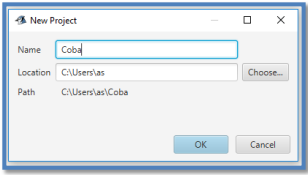 New Project
Name Coba
Location C:\Users\as Choose...
Path C:\Users\as\Coba
OK Cancel